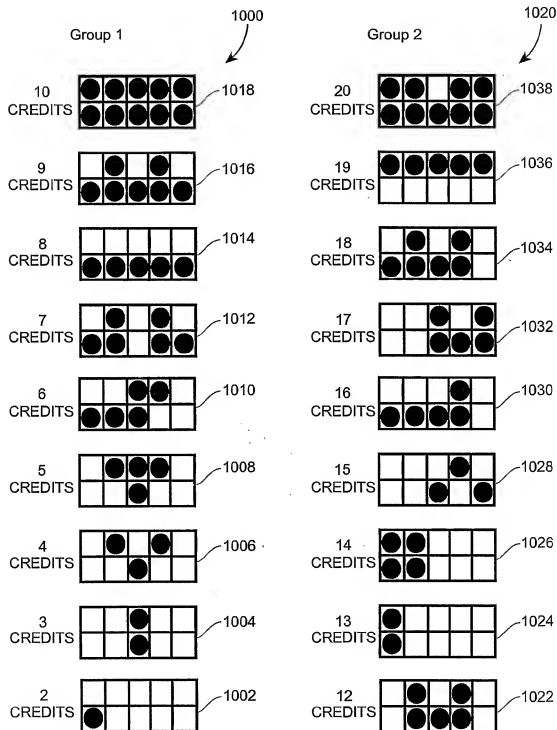 1000
1020
Group 1
Group 2
10
CREDITS
1018
20
CREDITS
1038
9
CREDITS
1016
19
CREDITS
1036
8
CREDITS
1014
18
CREDITS
1034
7
CREDITS
1012
17
CREDITS
1032
6
CREDITS
1010
16
CREDITS
1030
5
CREDITS
1008
15
CREDITS
1028
4
CREDITS
1006
14
CREDITS
1026
3
CREDITS
1004
13
CREDITS
1024
2
CREDITS
1002
12
CREDITS
1022